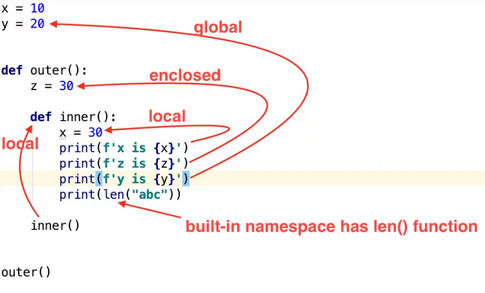 x = 10
y = 20
global
def outer():
enclosed
z = 30
def inner():
local
local
x = 30
print(f'x is {x}')
print(f'z is {z}')
print(f'y is {y}')
print(len("abc"))
inner()
built-in namespace has len() function
outer()